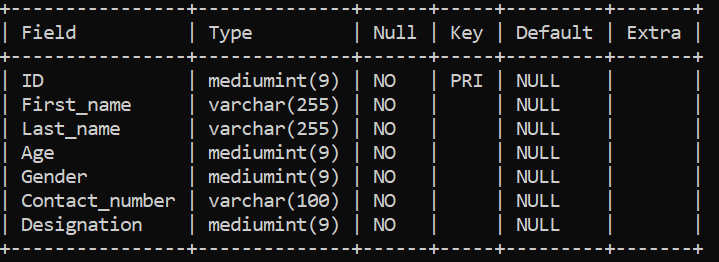 +----------------+--------------+------+-----+---------+-------+
| Field          | Type         | Null | Key | Default | Extra |
+----------------+--------------+------+-----+---------+-------+
| ID             | mediumint(9) | NO   | PRI | NULL    |       |
| First_name     | varchar(255) | NO   |     | NULL    |       |
| Last_name      | varchar(255) | NO   |     | NULL    |       |
| Age            | mediumint(9) | NO   |     | NULL    |       |
| Gender         | mediumint(9) | NO   |     | NULL    |       |
| Contact_number | varchar(100) | NO   |     | NULL    |       |
| Designation    | mediumint(9) | NO   |     | NULL    |       |
+----------------+--------------+------+-----+---------+-------+